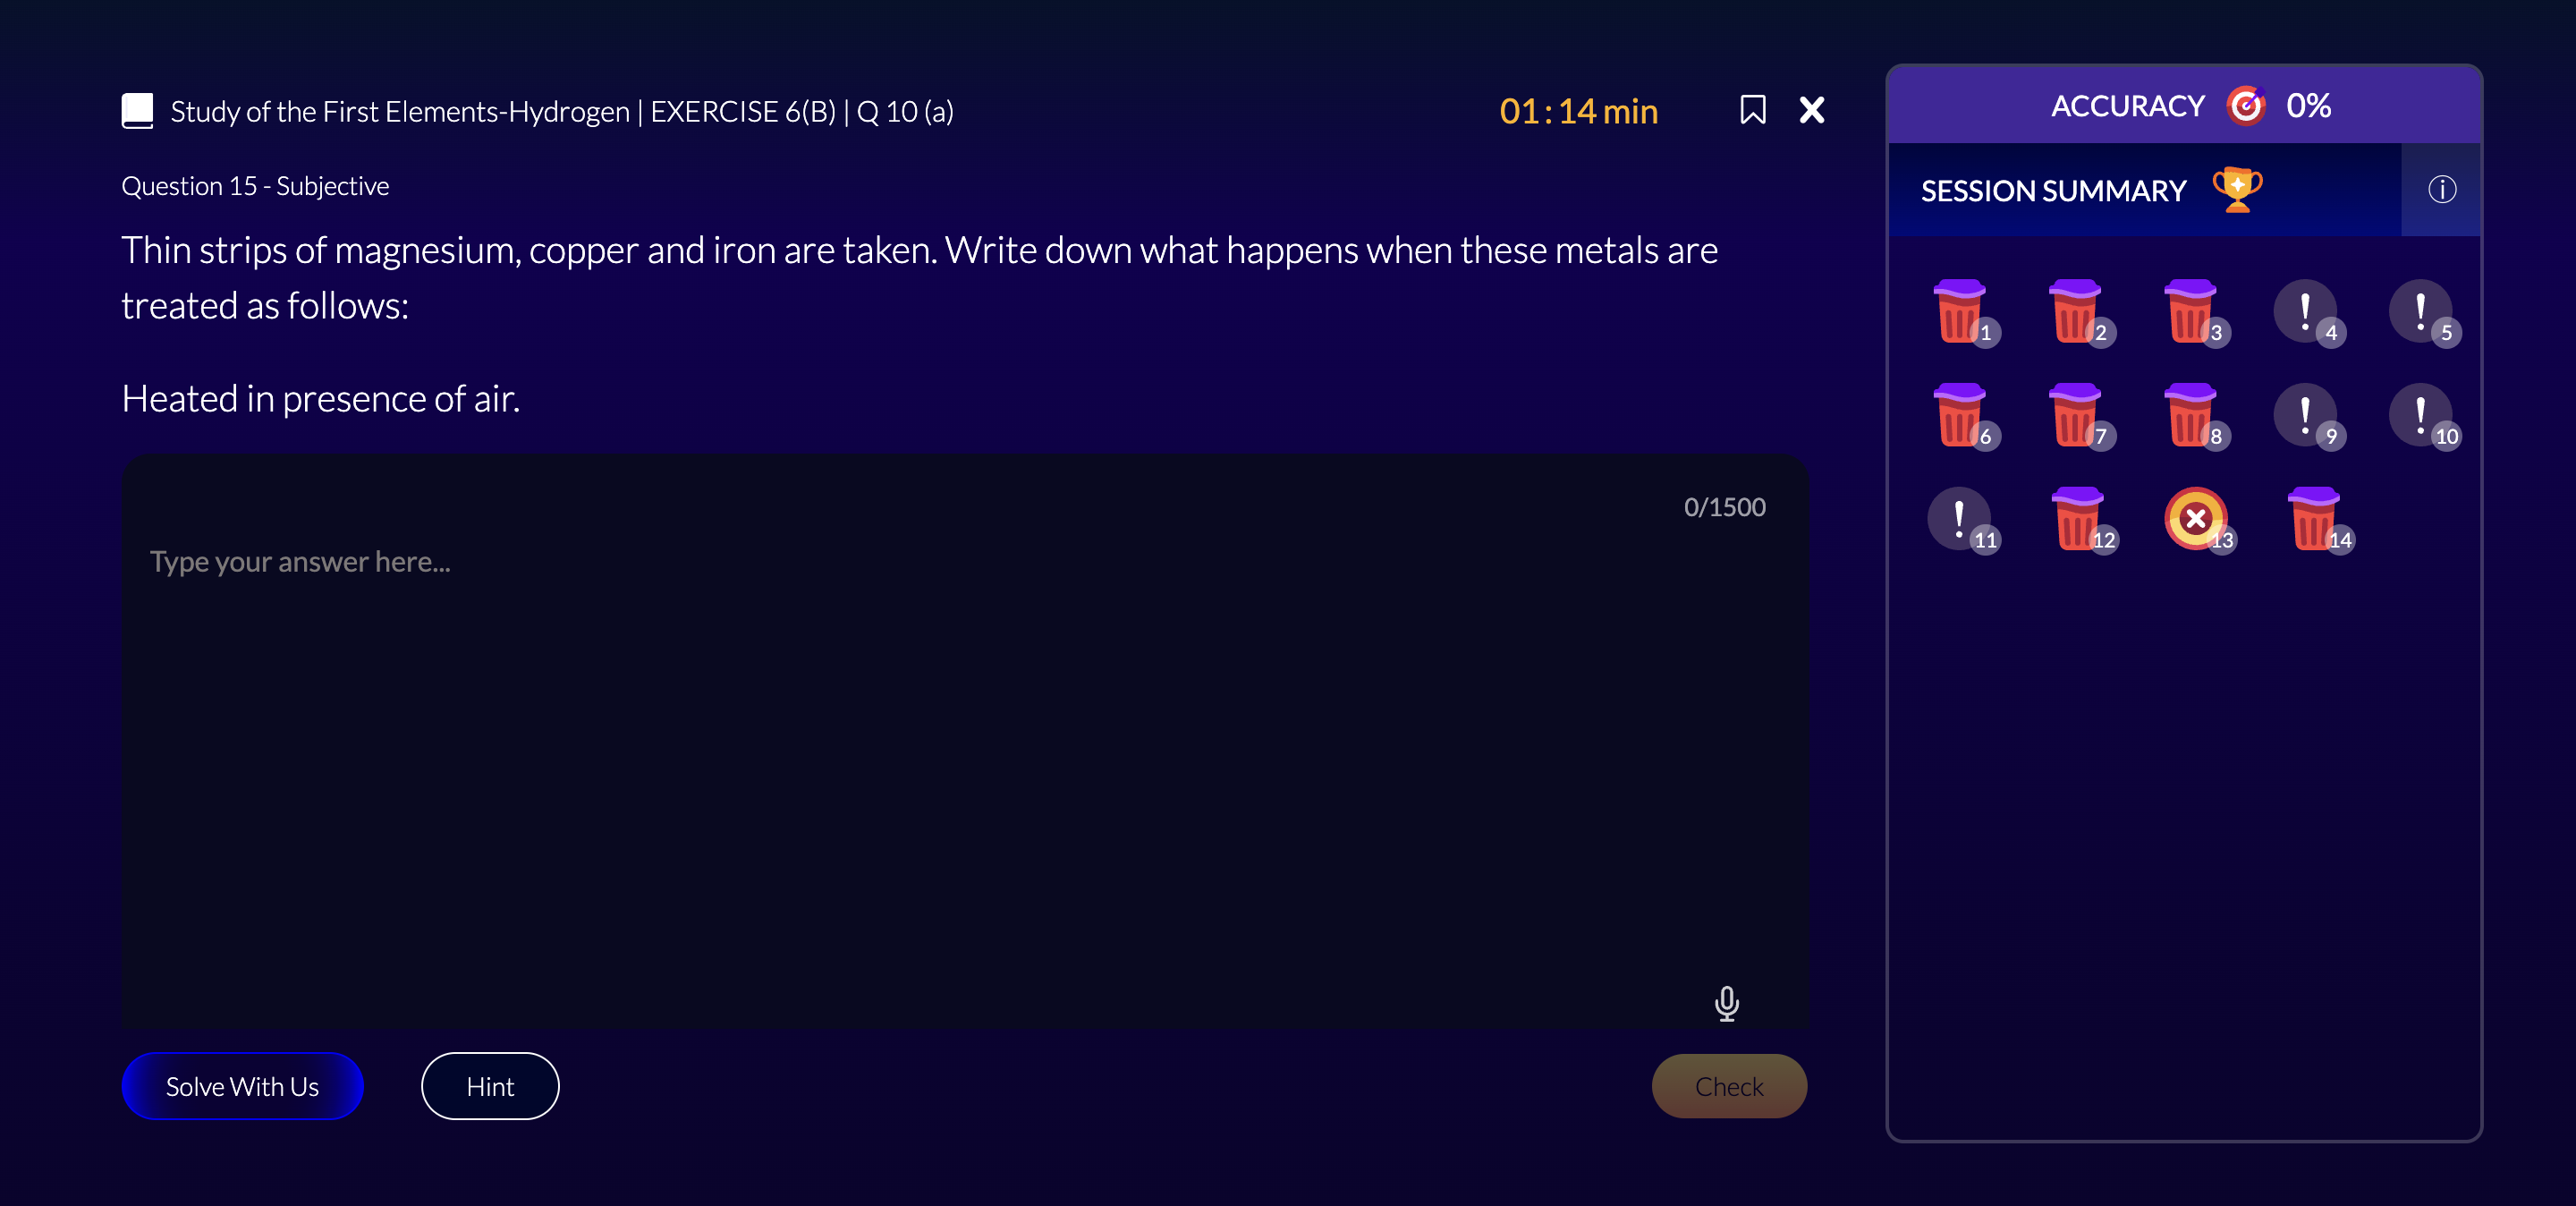 Study of the First Elements-Hydrogen | EXERCISE 6(B) | Q 10 (a)
01 : 14 min
ACCURACY 0%
SESSION SUMMARY
Question 15 - Subjective
Thin strips of magnesium, copper and iron are taken. Write down what happens when these metals are
treated as follows:
Heated in presence of air.
0/1500
Type your answer here...
Solve With Us
Hint
Check
1 2 3 4 5
6 7 8 9 10
11 12 13 14